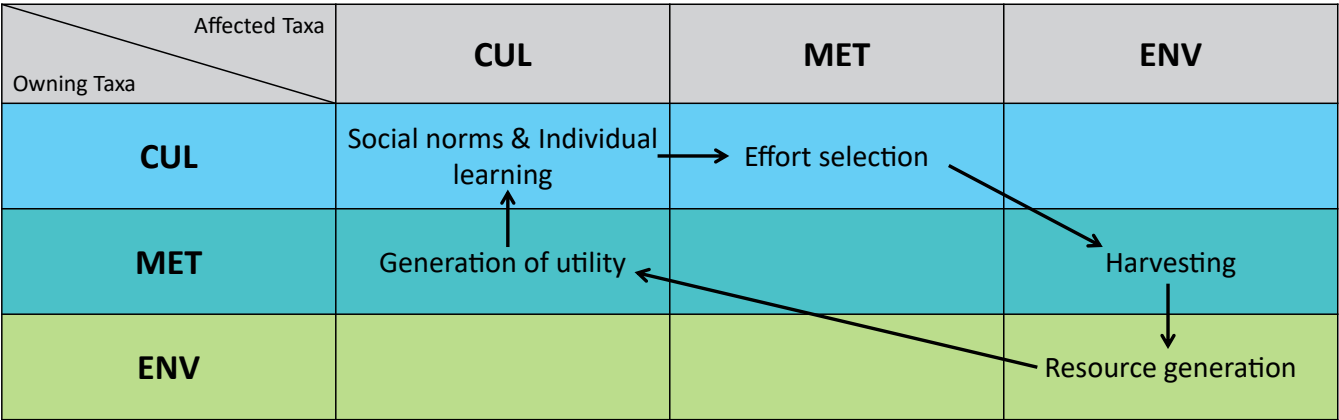 Affected Taxa
Owning Taxa
CUL
MET
ENV
CUL
Social norms & Individual
learning
Effort selection
MET
Generation of utility
Harvesting
ENV
Resource generation